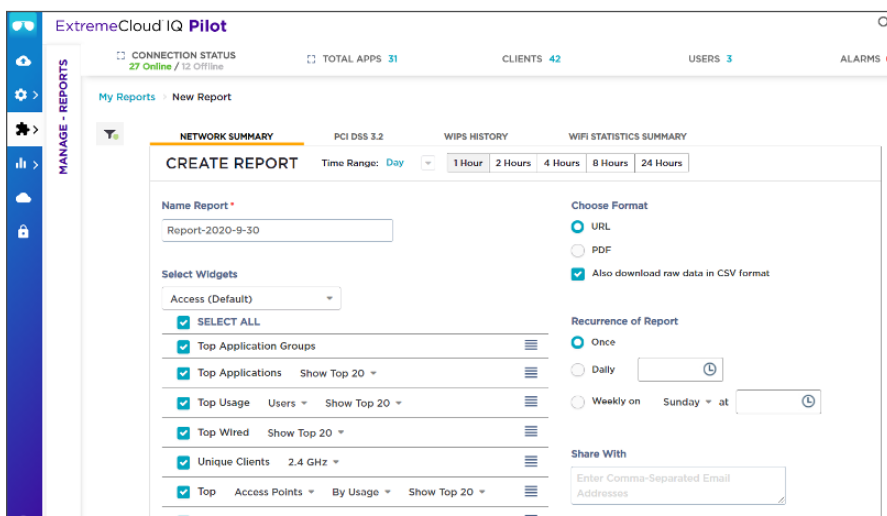 ExtremeCloud IQ Pilot
MANAGE - REPORTS
CONNECTION STATUS
27 Online / 12 Offline
TOTAL APPS 31
CLIENTS 42
USERS 3
ALARMS
My Reports > New Report
NETWORK SUMMARY
PCI DSS 3.2
WIPS HISTORY
WiFi STATISTICS SUMMARY
CREATE REPORT
Time Range: Day
1 Hour
2 Hours
4 Hours
8 Hours
24 Hours
Name Report *
Report-2020-9-30
Select Widgets
Access (Default)
SELECT ALL
Top Application Groups
Top Applications Show Top 20
Top Usage Users Show Top 20
Top Wired Show Top 20
Unique Clients 2.4 GHz
Top Access Points By Usage Show Top 20
Choose Format
URL
PDF
Also download raw data in CSV format
Recurrence of Report
Once
Daily
Weekly on Sunday at
Share With
Enter Comma-Separated Email
Addresses